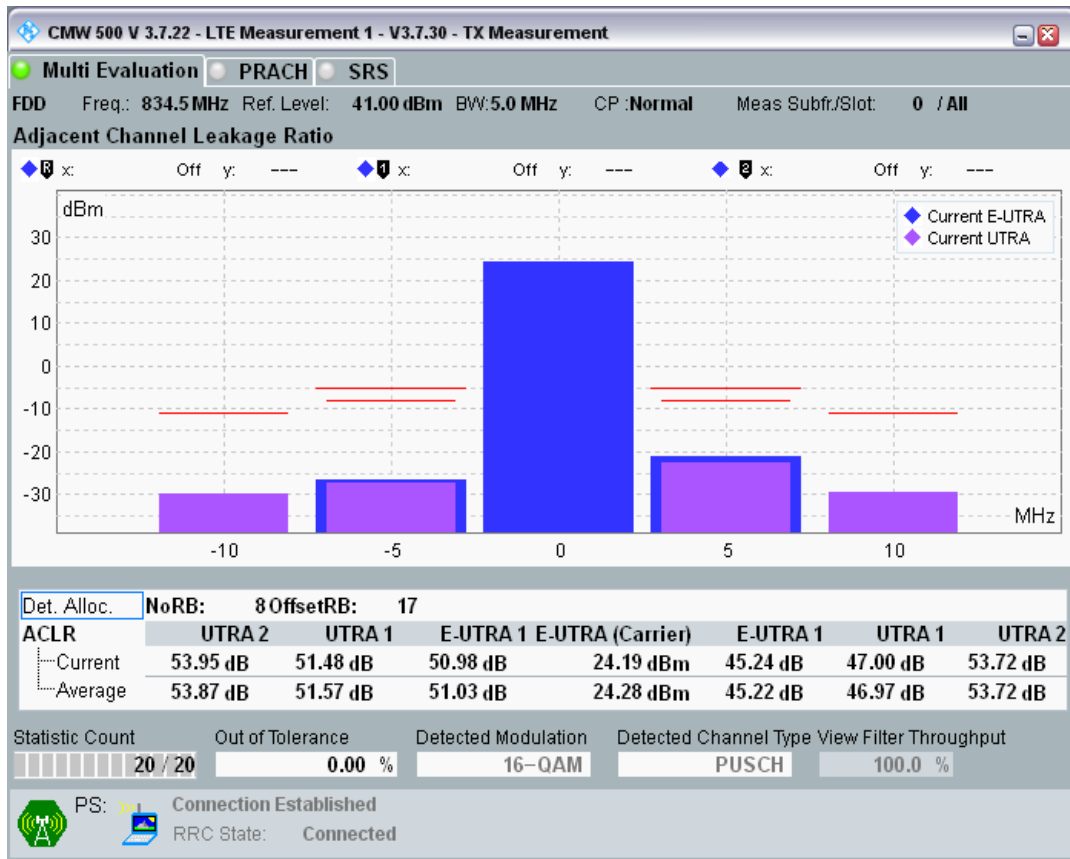 CMW 500 V 3.7.22 - LTE Measurement 1 - V3.7.30 - TX Measurement
Multi Evaluation PRACH SRS
FDD Freq.: 834.5 MHz Ref. Level: 41.00 dBm BW: 5.0 MHz CP : Normal Meas Subfr./Slot: 0 / All
Adjacent Channel Leakage Ratio
R x: Off y: --- 1 x: Off y: --- 2 x: Off y: ---
dBm
Current E-UTRA
Current UTRA
30
20
10
0
-10
-20
-30
MHz
-10 -5 0 5 10
Det. Alloc. NoRB: 8 OffsetRB: 17
ACLR UTRA 2 UTRA 1 E-UTRA 1 E-UTRA (Carrier) E-UTRA 1 UTRA 1 UTRA 2
Current 53.95 dB 51.48 dB 50.98 dB 24.19 dBm 45.24 dB 47.00 dB 53.72 dB
Average 53.87 dB 51.57 dB 51.03 dB 24.28 dBm 45.22 dB 46.97 dB 53.72 dB
Statistic Count Out of Tolerance Detected Modulation Detected Channel Type View Filter Throughput
20 / 20 0.00 % 16-QAM PUSCH 100.0 %
PS: Connection Established
RRC State: Connected